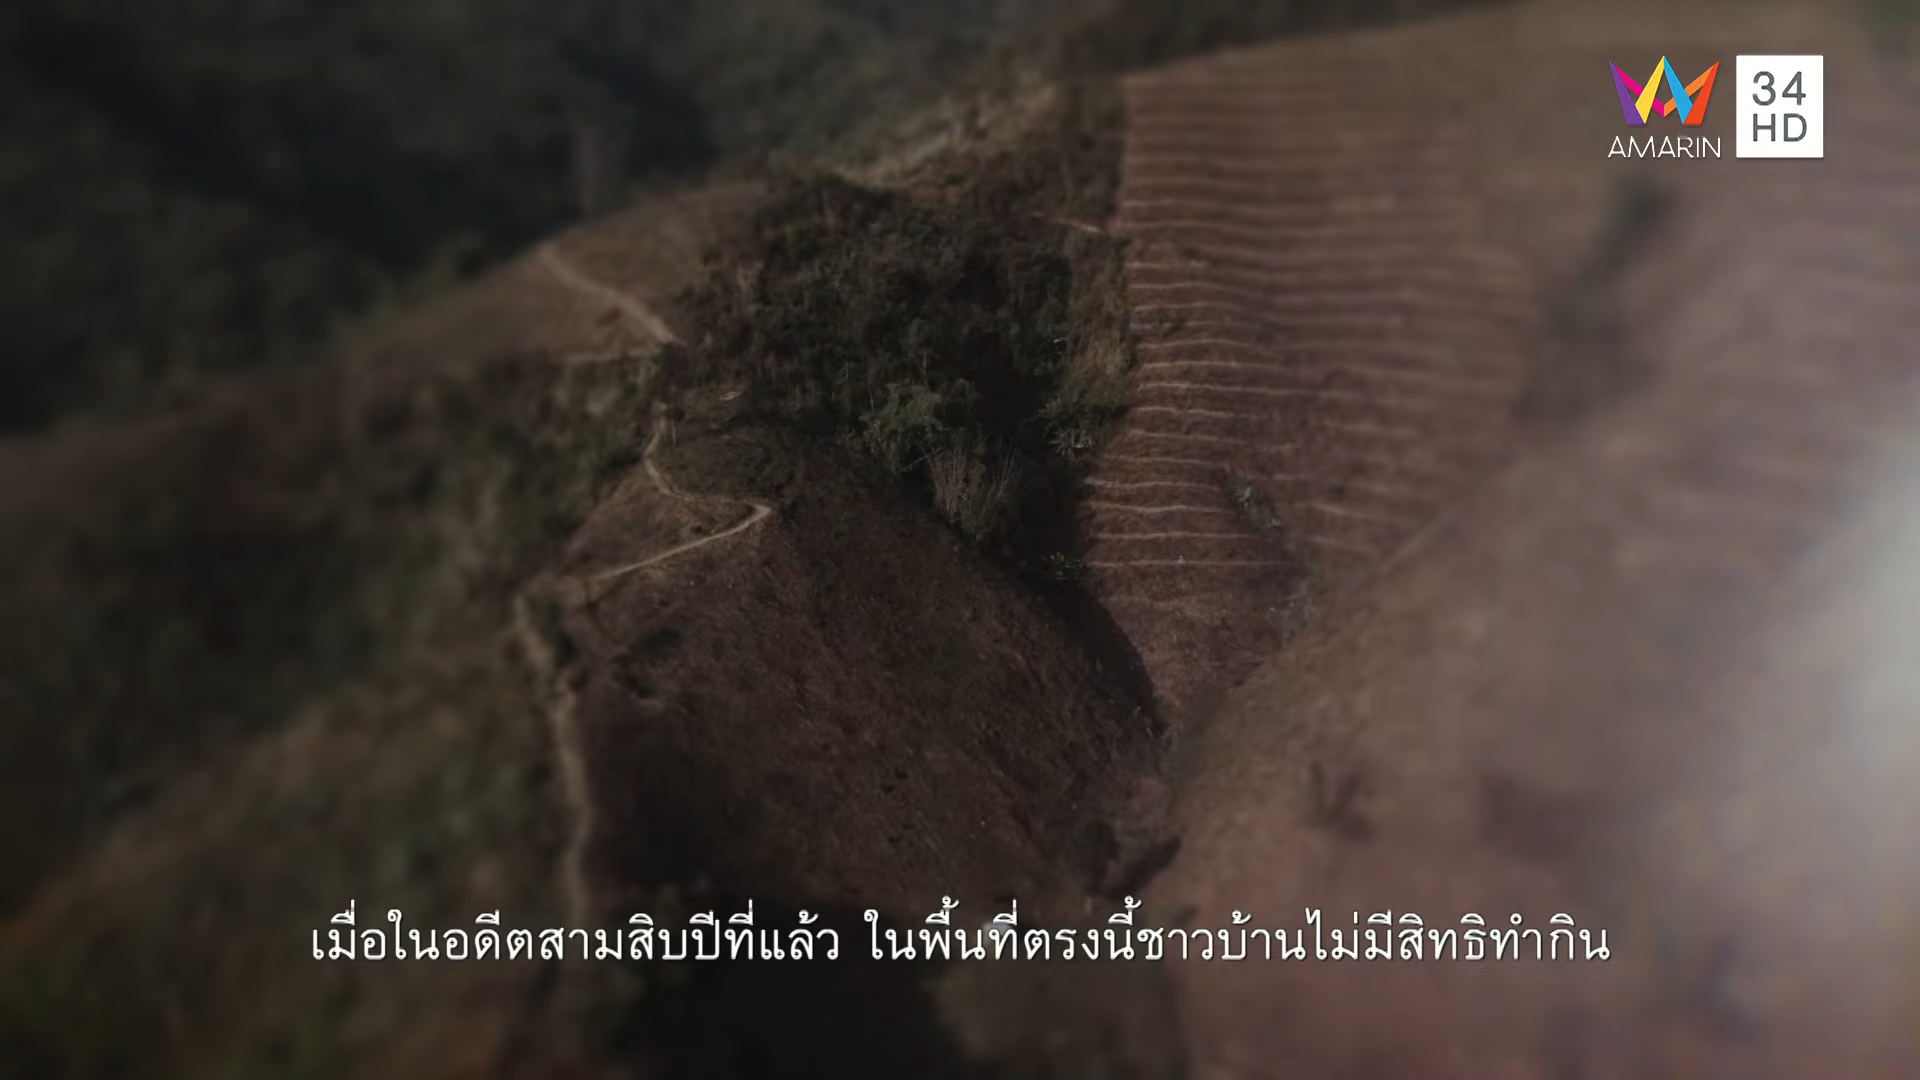 AMARIN
34
HD
เมื่อในอดีตสามสิบปีที่แล้ว ในพื้นที่ตรงนี้ชาวบ้านไม่มีสิทธิทำกิน